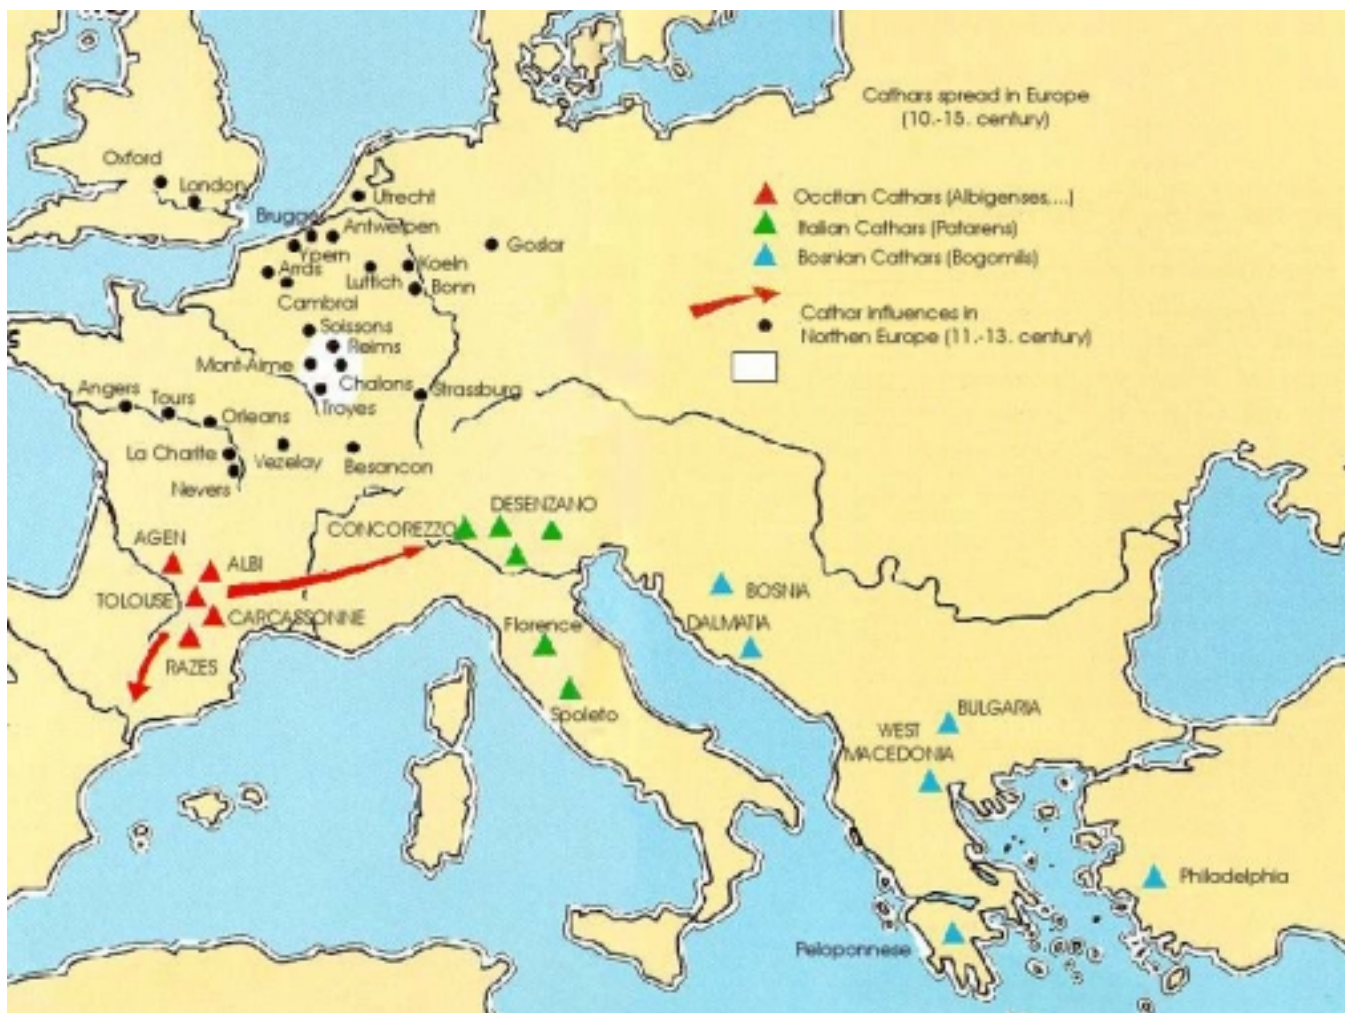 Cathars spread in Europe
(10.-15. century)
Oxford
London
Utrecht
Occitan Cathars (Albigenses,...)
Brugge
Antwerpen
Italian Cathars (Patarens)
Goslar
Ypern
Koeln
Bosnian Cathars (Bogomils)
Arras
Luttich
Bonn
Cambrai
Cathar influences in
Northen Europe (11.-13. century)
Soissons
Reims
Mont-Aime
Chalons
Strassburg
Angers
Tours
Troyes
Orleans
La Charite
Vezelay
Besancon
Nevers
DESENZANO
CONCOREZZO
AGEN
ALBI
BOSNIA
TOLOUSE
CARCASSONNE
Florence
DALMATIA
RAZES
Spoleto
BULGARIA
WEST
MACEDONIA
Philadelphia
Peloponnese